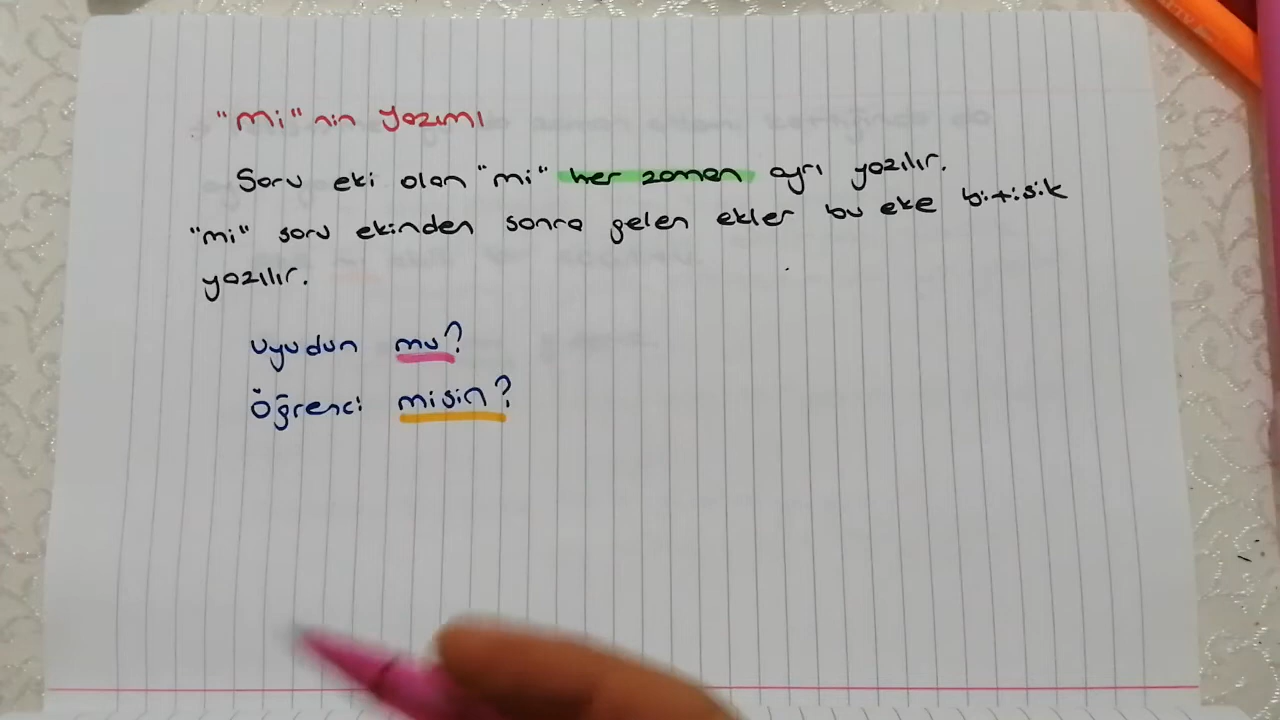 "Mi"nin Yazımı
Soru eki olan "mi" her zaman ayrı yazılır.
"mi" soru ekinden sonra gelen ekler bu eke bitişik
yazılır.
Uyudun mu?
Öğrenci misin?